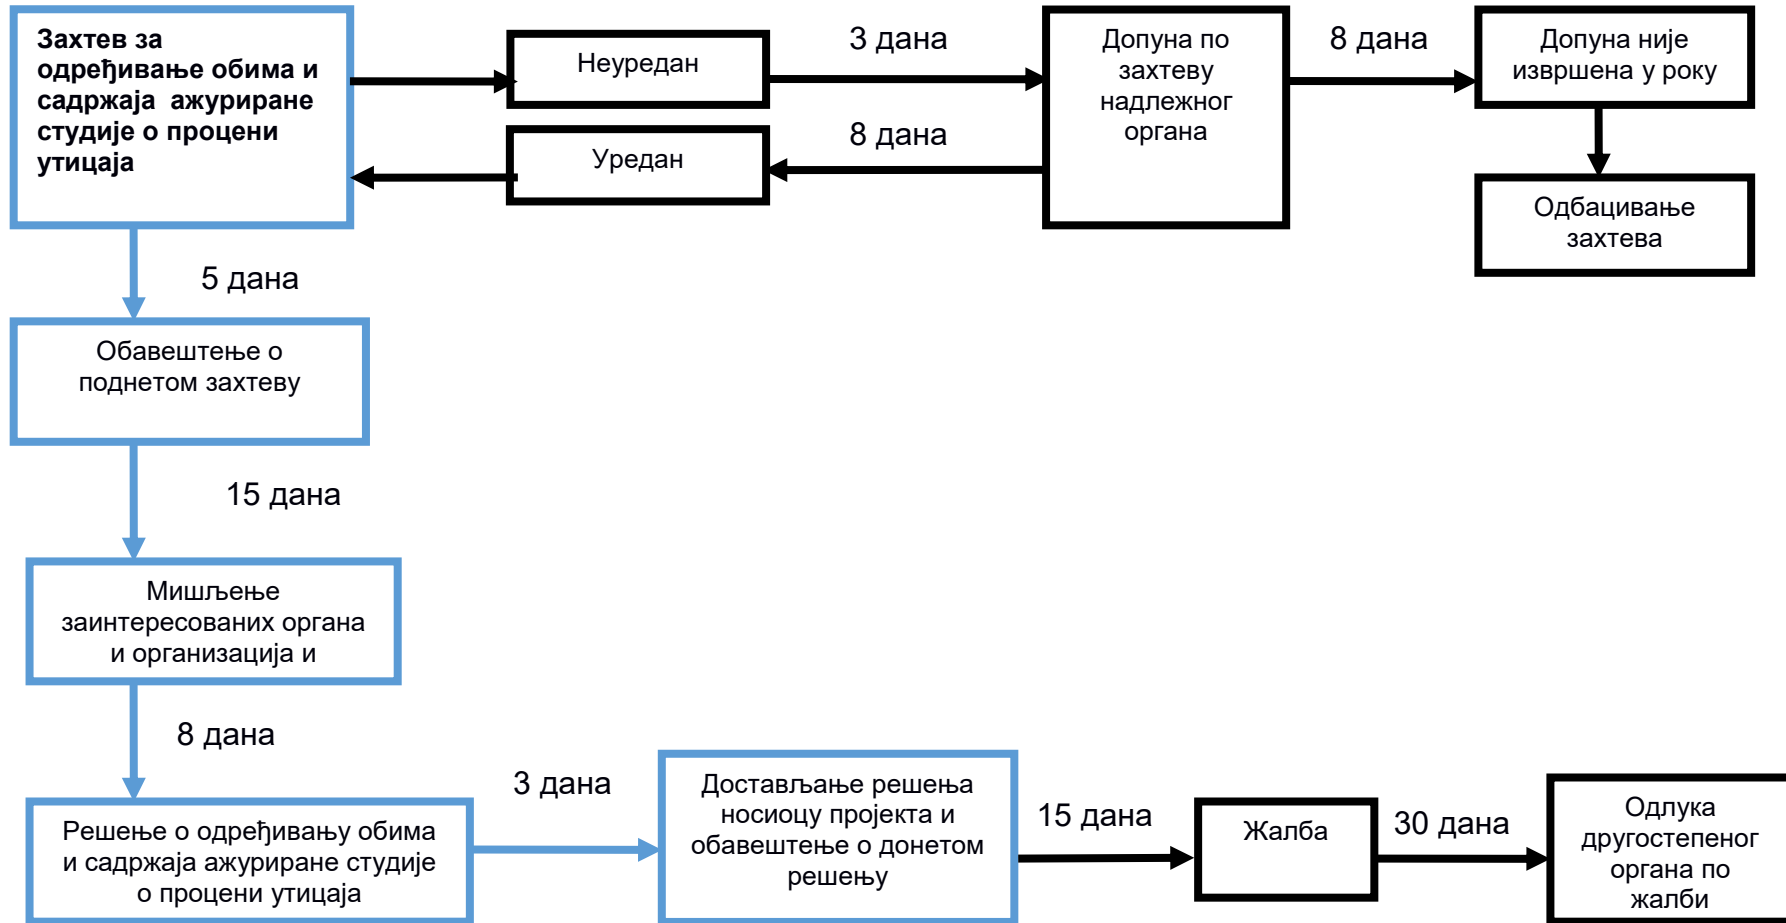 Захтев за
одређивање обима и
садржаја ажуриране
студије о процени
утицаја
Неуредан
3 дана
Допуна по
захтеву
надлежног
органа
8 дана
Допуна није
извршена у року
Уредан
8 дана
Одбацивање
захтева
5 дана
Обавештење о
поднетом захтеву
15 дана
Мишљење
заинтересованих органа
и организација и
8 дана
Решење о одређивању обима
и садржаја ажуриране студије
о процени утицаја
3 дана
Достављање решења
носиоцу пројекта и
обавештење о донетом
решењу
15 дана
Жалба
30 дана
Одлука
другостепеног
органа по
жалби